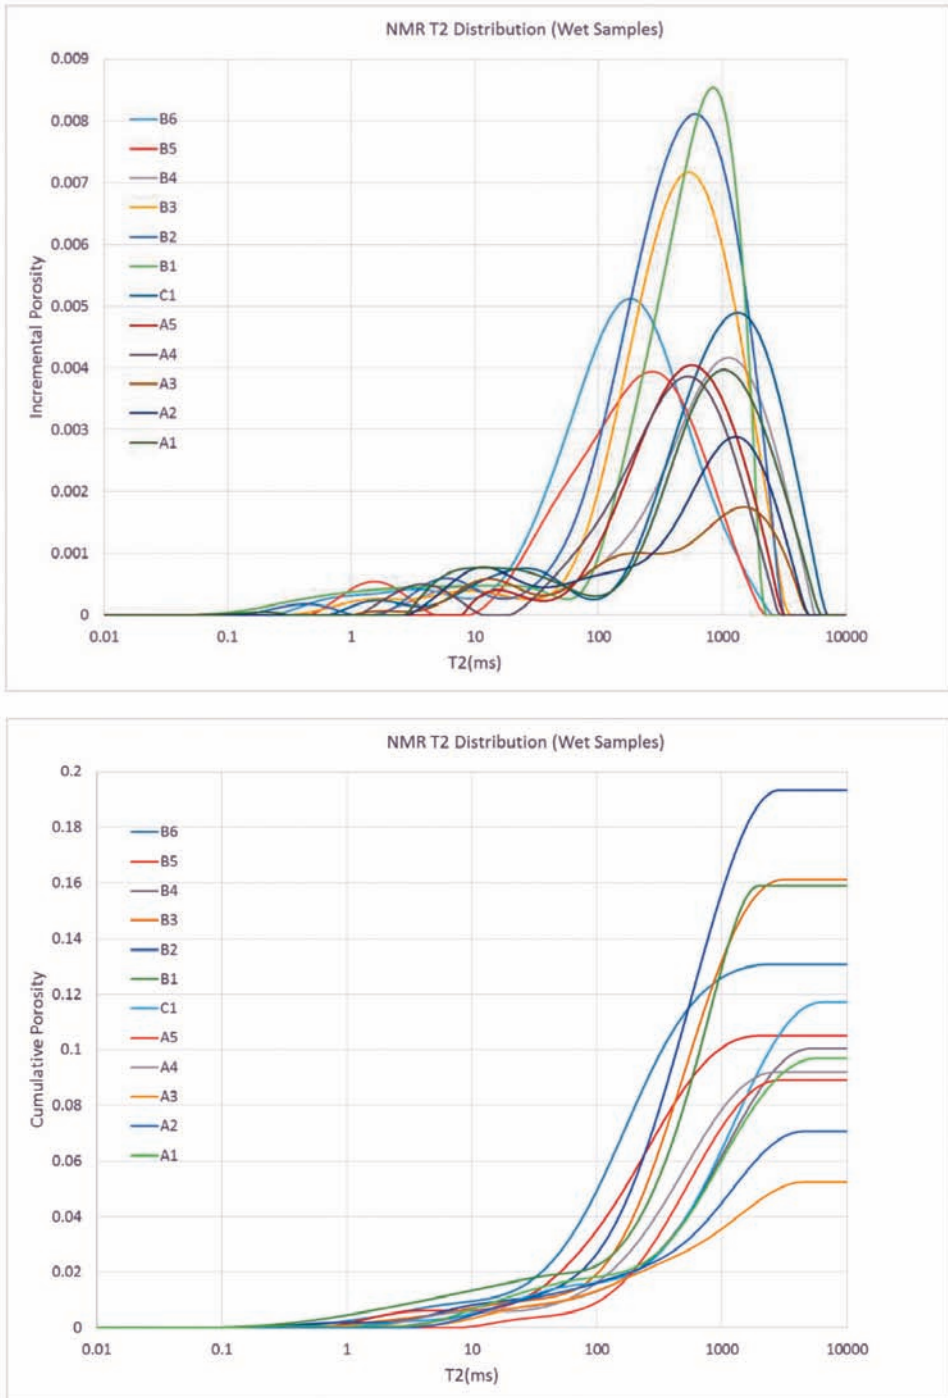 NMR T2 Distribution (Wet Samples)
0.009
0.008
0.007
0.006
0.005
0.004
0.003
0.002
0.001
0
Incremental Porosity
B6
B5
B4
B3
B2
B1
C1
A5
A4
A3
A2
A1
0.01 0.1 1 10 100 1000 10000
T2(ms)
NMR T2 Distribution (Wet Samples)
0.2
0.18
0.16
0.14
0.12
0.1
0.08
0.06
0.04
0.02
0
Cumulative Porosity
B6
B5
B4
B3
B2
B1
C1
A5
A4
A3
A2
A1
0.01 0.1 1 10 100 1000 10000
T2(ms)